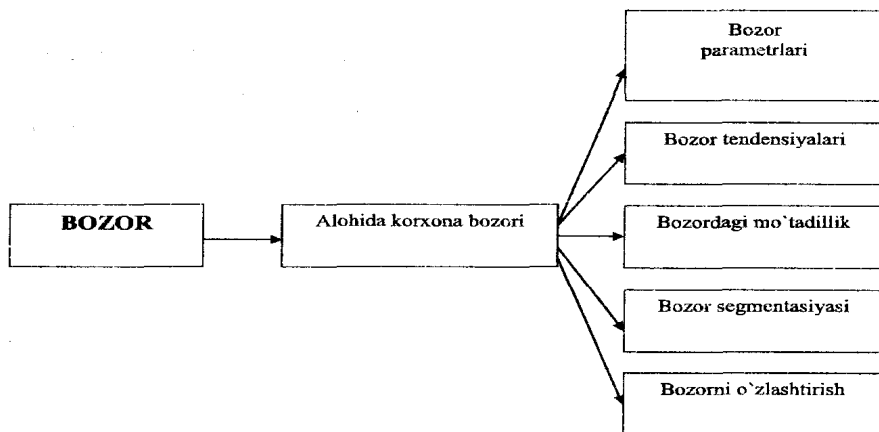 BOZOR
Alohida korxona bozori
Bozor
parametrlari
Bozor tendensiyalari
Bozordagi mo`tadillik
Bozor segmentasiyasi
Bozorni o`zlashtirish